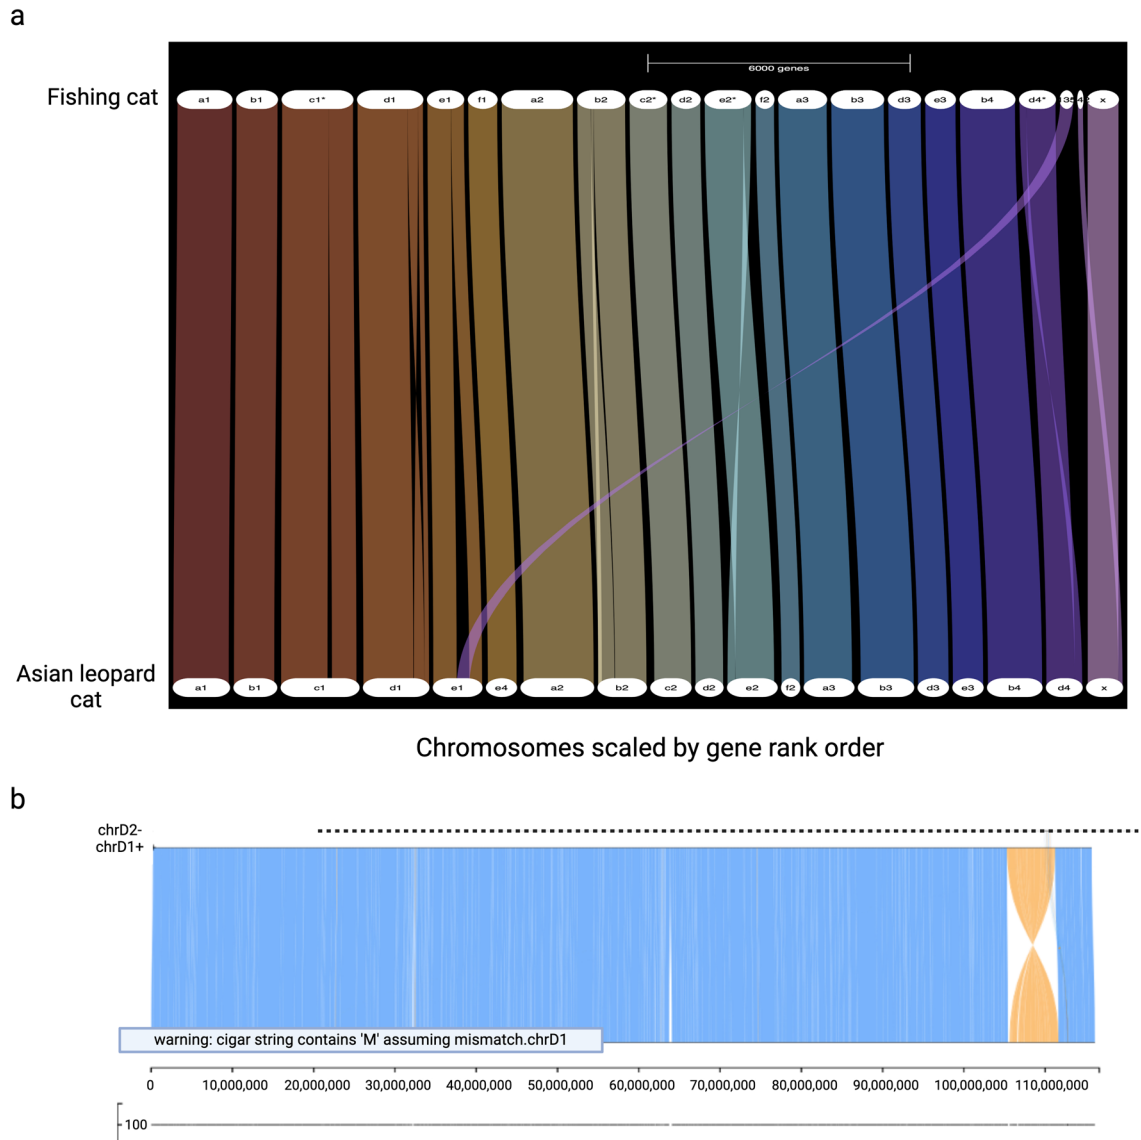 a
6000 genes
Fishing cat
a1 b1 c1* d1 e1 f1 a2 b2 c2* d2 e2* f2 a3 b3 d3 e3 b4 d4* x
Asian leopard
cat
a1 b1 c1 d1 e1 e4 a2 b2 c2 d2 e2 f2 a3 b3 d3 e3 b4 d4 x
Chromosomes scaled by gene rank order
b
chrD2-
chrD1+
warning: cigar string contains 'M' assuming mismatch.chrD1
0 10,000,000 20,000,000 30,000,000 40,000,000 50,000,000 60,000,000 70,000,000 80,000,000 90,000,000 100,000,000 110,000,000
100